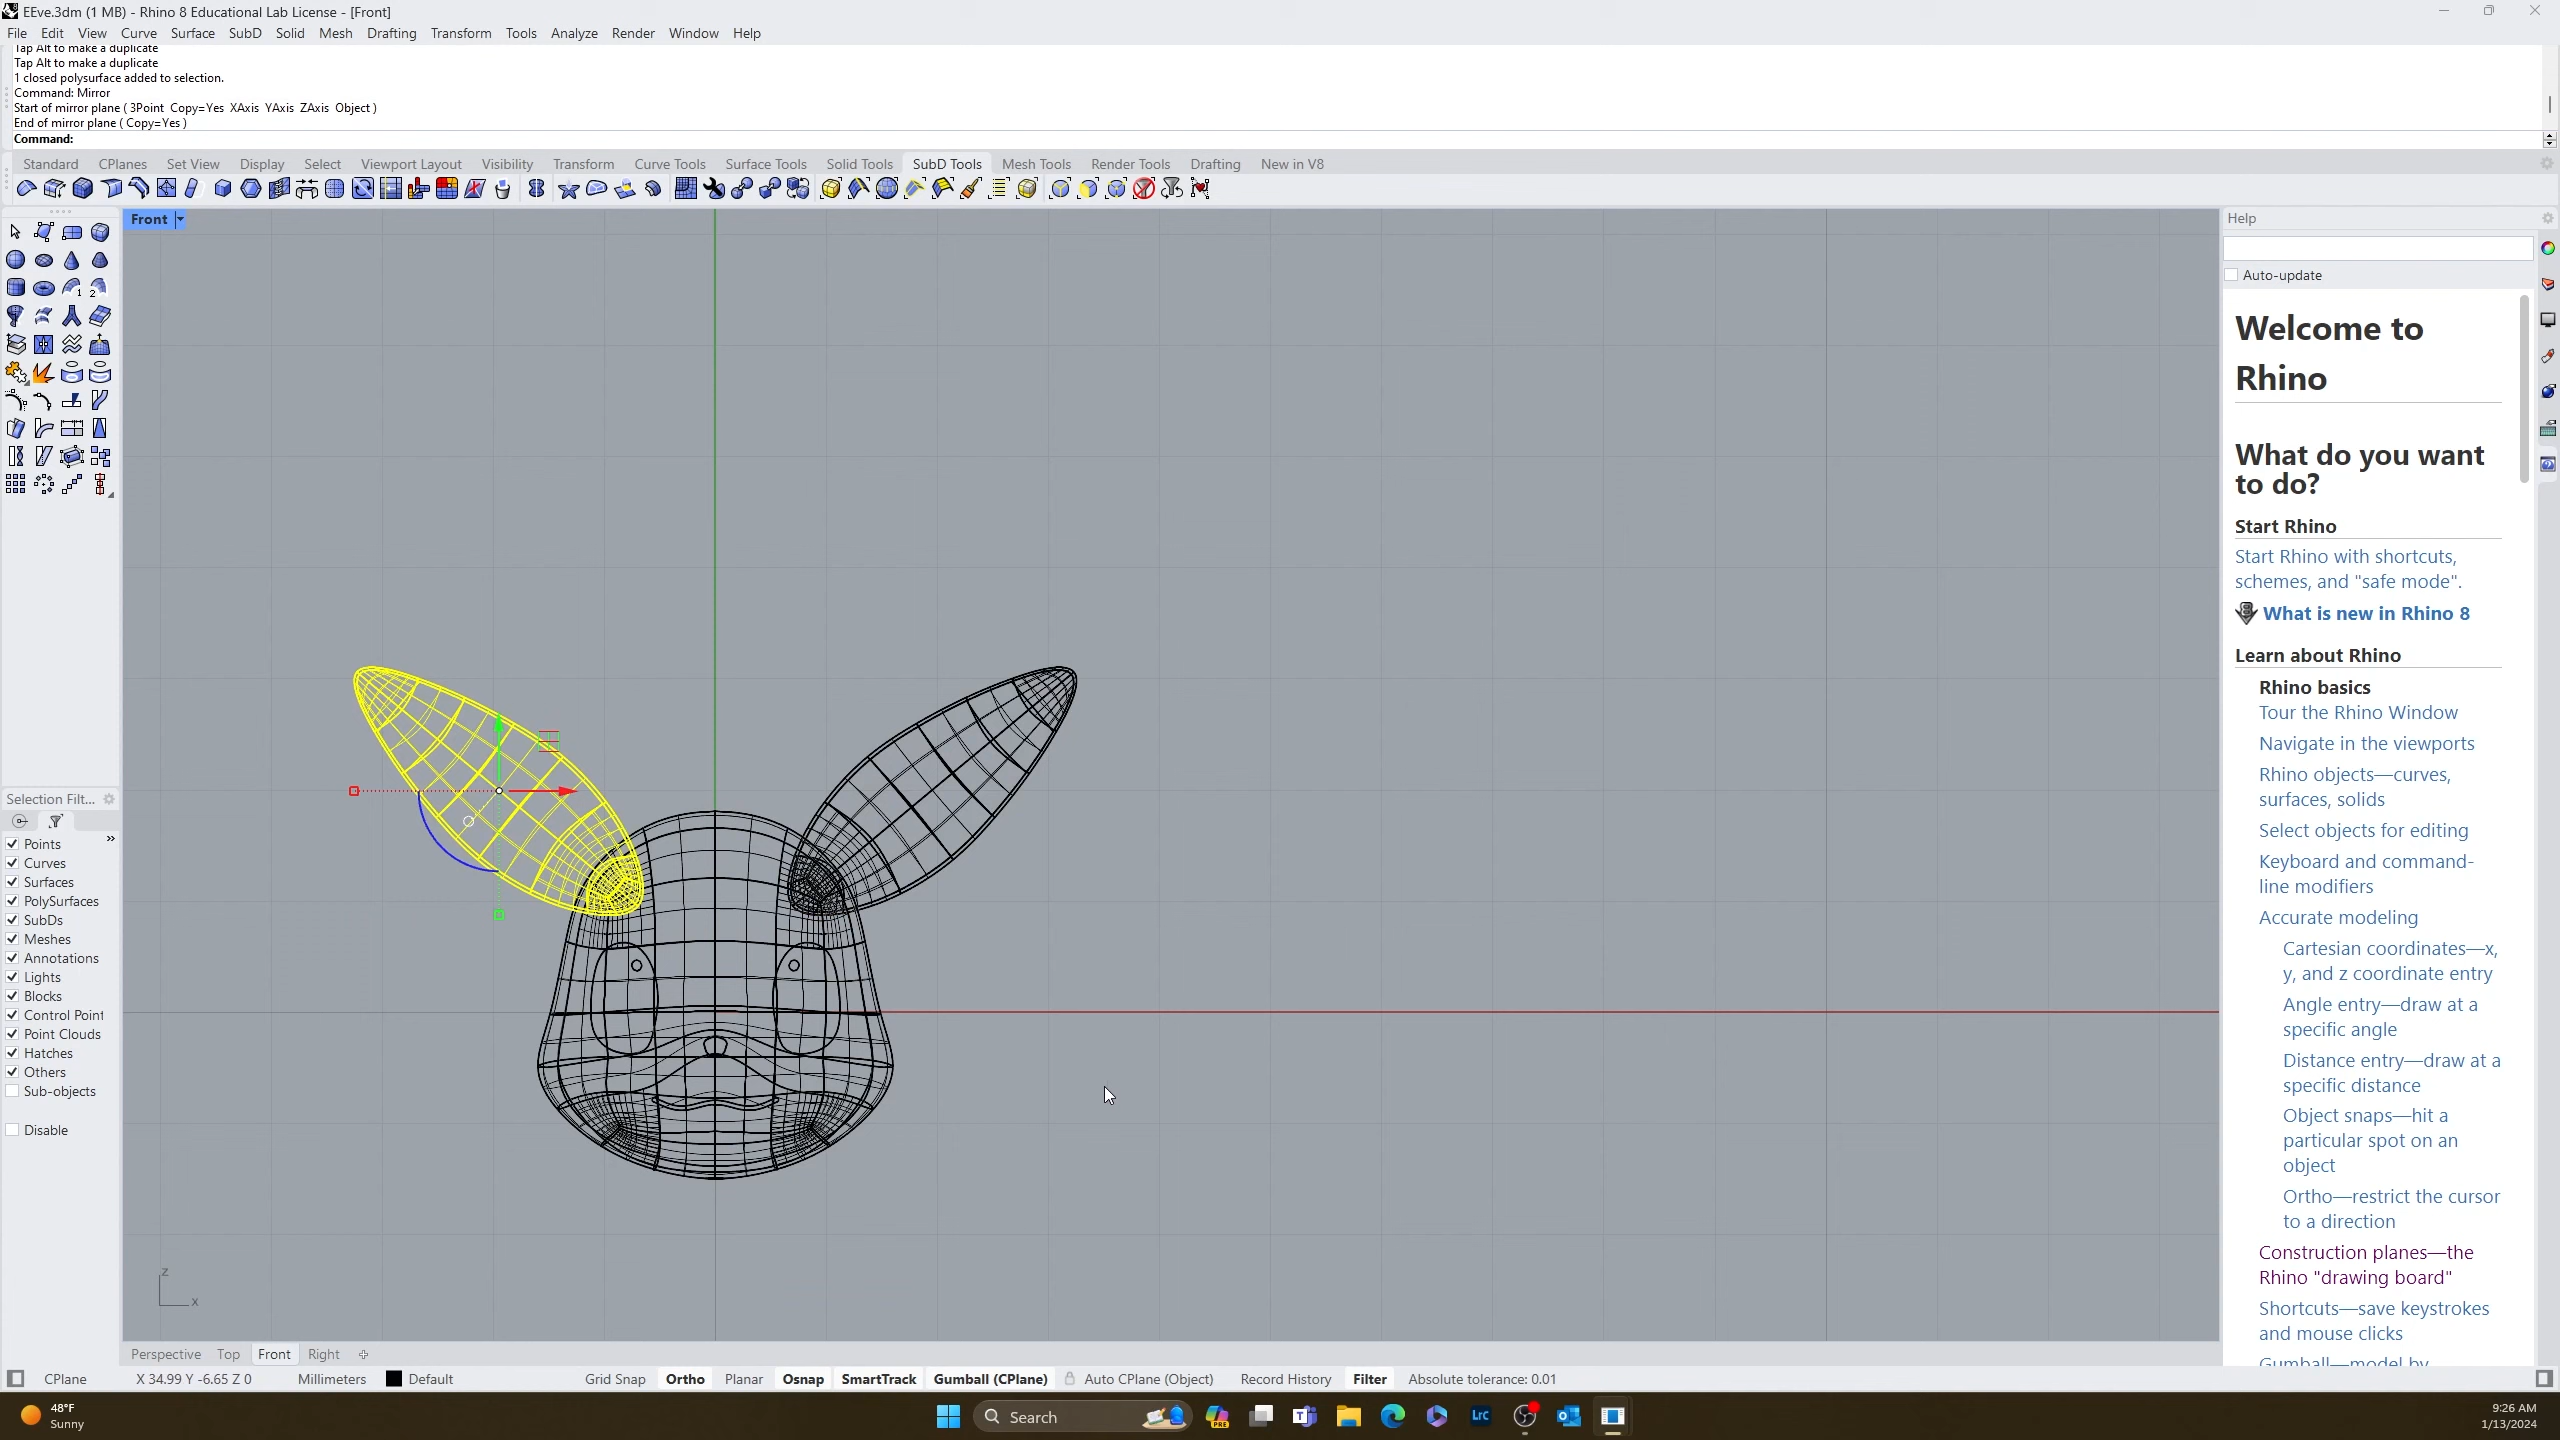 EEve.3dm (1 MB) - Rhino 8 Educational Lab License - [Front]
File Edit View Curve Surface SubD Solid Mesh Drafting Transform Tools Analyze Render Window Help
Tap Alt to make a duplicate
Tap Alt to make a duplicate
1 closed polysurface added to selection.
Command: Mirror
Start of mirror plane ( 3Point Copy=Yes XAxis YAxis ZAxis Object )
End of mirror plane ( Copy=Yes )
Command:
Standard CPlanes Set View Display Select Viewport Layout Visibility Transform Curve Tools Surface Tools Solid Tools SubD Tools Mesh Tools Render Tools Drafting New in V8
Front
Help
Auto-update
Welcome to
Rhino
What do you want
to do?
Start Rhino
Start Rhino with shortcuts,
schemes, and "safe mode".
What is new in Rhino 8
Learn about Rhino
Rhino basics
Tour the Rhino Window
Navigate in the viewports
Rhino objects—curves,
surfaces, solids
Select objects for editing
Keyboard and command-
line modifiers
Accurate modeling
Cartesian coordinates—x,
y, and z coordinate entry
Angle entry—draw at a
specific angle
Distance entry—draw at a
specific distance
Object snaps—hit a
particular spot on an
object
Ortho—restrict the cursor
to a direction
Construction planes—the
Rhino "drawing board"
Shortcuts—save keystrokes
and mouse clicks
Gumball—model by
Selection Filt...
Points
Curves
Surfaces
PolySurfaces
SubDs
Meshes
Annotations
Lights
Blocks
Control Point
Point Clouds
Hatches
Others
Sub-objects
Disable
z
x
Perspective Top Front Right
CPlane X 34.99 Y -6.65 Z 0 Millimeters Default Grid Snap Ortho Planar Osnap SmartTrack Gumball (CPlane) Auto CPlane (Object) Record History Filter Absolute tolerance: 0.01
48°F
Sunny
Search
PRE
Lrc
9:26 AM
1/13/2024